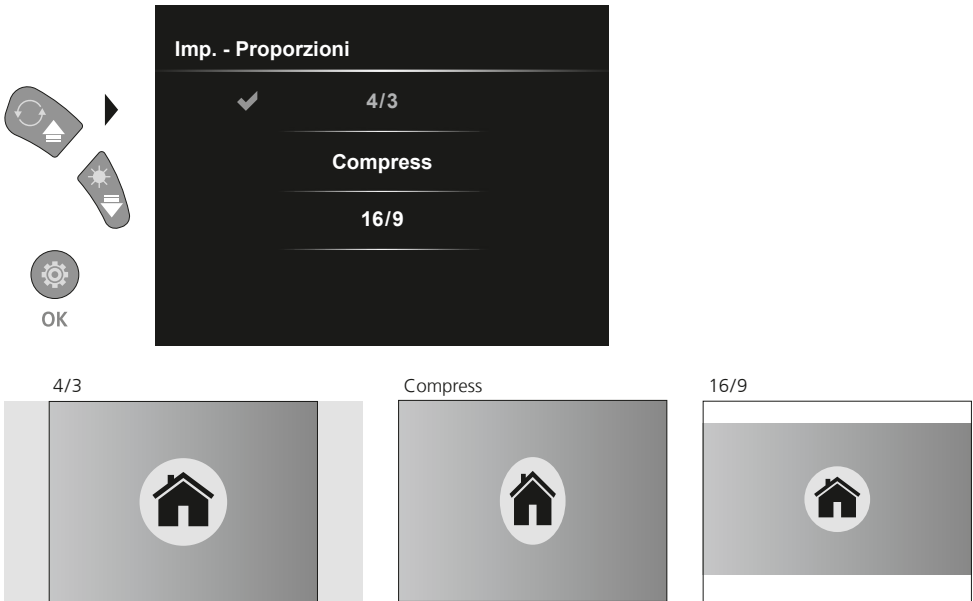 Imp. - Proporzioni
4/3
Compress
16/9
OK
4/3
Compress
16/9